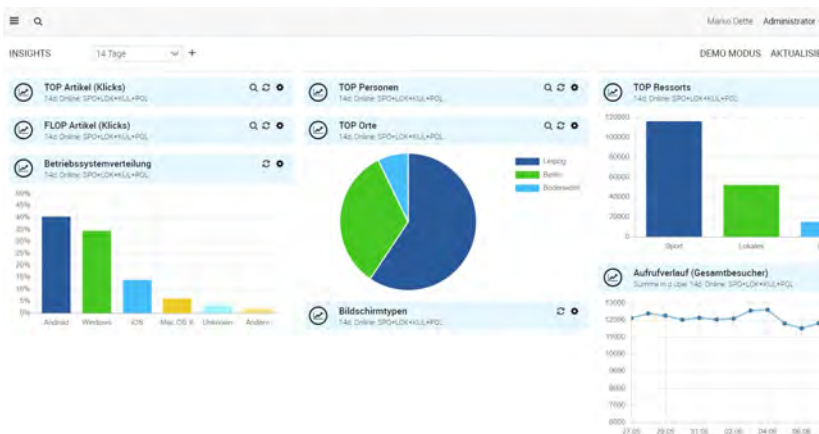 Marko Dette Administrator
INSIGHTS 14 Tage + DEMO MODUS AKTUALISIE
TOP Artikel (Klicks)
14d: Online: SPO+LOK+KUL+POL
FLOP Artikel (Klicks)
14d: Online: SPO+LOK+KUL+POL
Betriebssystemverteilung
14d: Online: SPO+LOK+KUL+POL
50%
45%
40%
35%
30%
25%
20%
15%
10%
5%
0%
Android Windows iOS Mac OS X Unknown Andere
TOP Personen
14d: Online: SPO+LOK+KUL+POL
TOP Orte
14d: Online: SPO+LOK+KUL+POL
Leipzig
Berlin
Bildschirmtypen
14d: Online: SPO+LOK+KUL+POL
TOP Ressorts
14d: Online: SPO+LOK+KUL+POL
120000
100000
80000
60000
40000
20000
0
Sport Lokales
Aufrufverlauf (Gesamtbesucher)
Summe in d über 14d: Online: SPO+LOK+KUL+POL
13000
12000
11000
10000
9000
8000
7000
6000
27.05 29.05 31.05 02.06 04.06 06.06